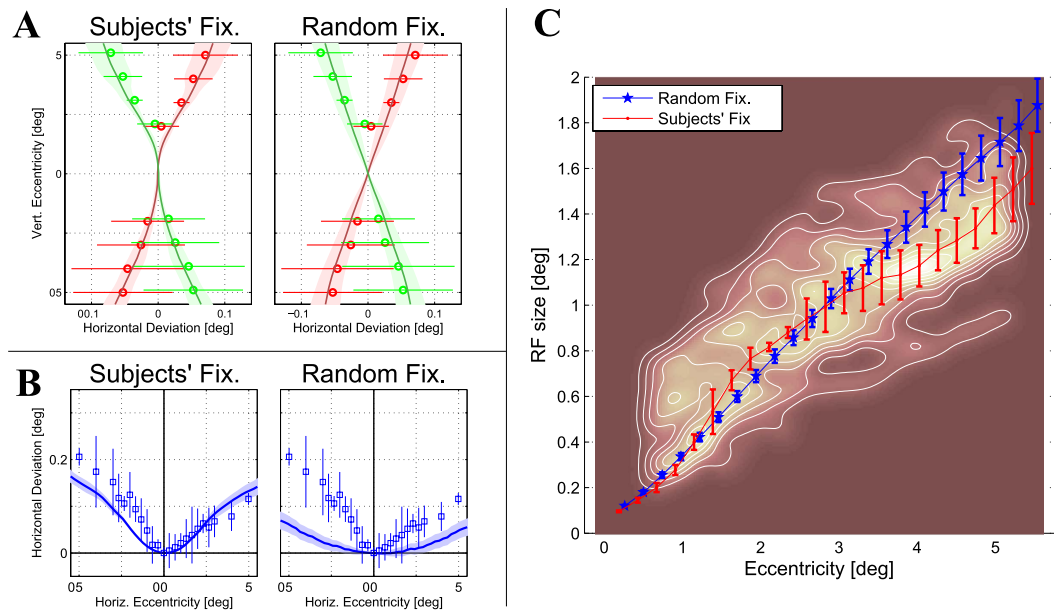 A
Subjects' Fix.
Random Fix.
5
0
05
Vert. Eccentricity [deg]
00.1
0
0.1
−0.1
0
0.1
Horizontal Deviation [deg]
Horizontal Deviation [deg]
B
Subjects' Fix.
Random Fix.
0.2
0
Horizontal Deviation [deg]
05
00
5
05
00
5
Horiz. Eccentricity [deg]
Horiz. Eccentricity [deg]
C
Random Fix.
Subjects' Fix
2
1.8
1.6
1.4
1.2
1
0.8
0.6
0.4
0.2
0
RF size [deg]
0
1
2
3
4
5
Eccentricity [deg]